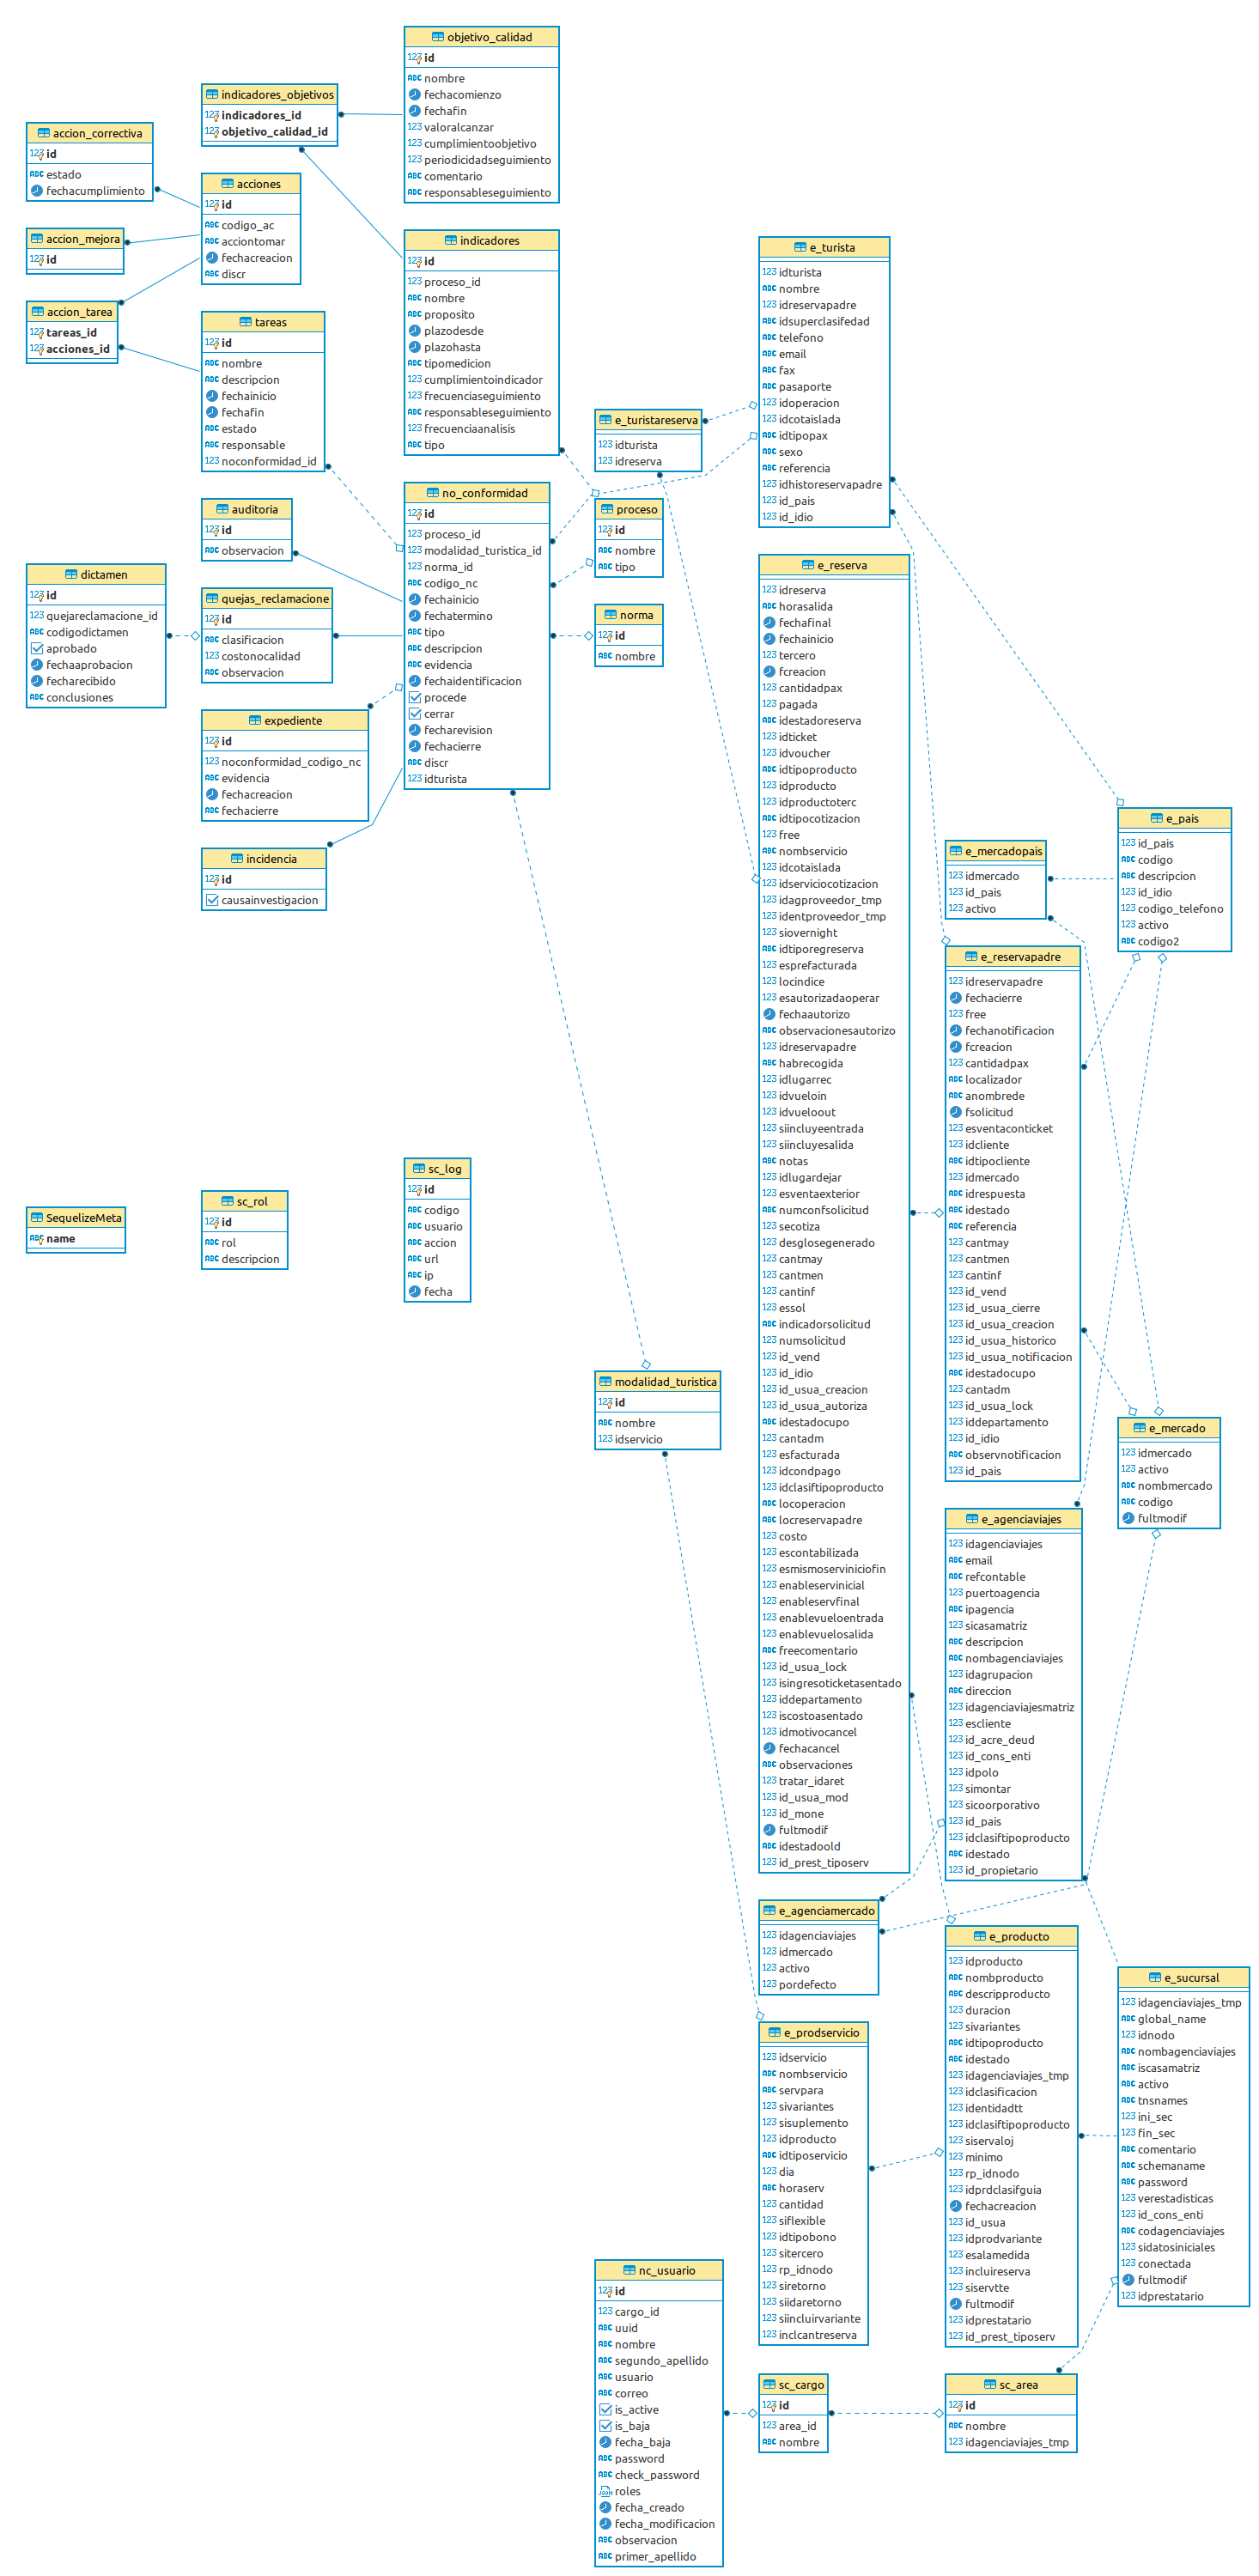 objetivo_calidad
id
nombre
fechacomienzo
fechafin
valoralcanzar
cumplimientoobjetivo
periodicidadseguimiento
comentario
responsableseguimiento
indicadores_objetivos
indicadores_id
objetivo_calidad_id
accion_correctiva
id
estado
fechacumplimiento
acciones
id
codigo_ac
acciontomar
fechacreacion
discr
accion_mejora
id
accion_tarea
tareas_id
acciones_id
indicadores
id
proceso_id
nombre
proposito
plazodesde
plazohasta
tipomedicion
cumplimientoindicador
frecuenciaseguimiento
responsableseguimiento
frecuenciaanalisis
tipo
tareas
id
nombre
descripcion
fechainicio
fechafin
estado
responsable
noconformidad_id
e_turista
idturista
nombre
idreservapadre
idsuperclasifedad
telefono
email
fax
pasaporte
idoperacion
idcotaislada
idtipopax
sexo
referencia
idhistoreservapadre
id_pais
id_idio
e_turistareserva
idturista
idreserva
auditoria
id
observacion
no_conformidad
id
proceso_id
modalidad_turistica_id
norma_id
codigo_nc
fechainicio
fechatermino
tipo
descripcion
evidencia
fechaidentificacion
procede
cerrar
fecharevision
fechacierre
discr
idturista
proceso
id
nombre
tipo
norma
id
nombre
dictamen
id
quejareclamacione_id
codigodictamen
aprobado
fechaaprobacion
fecharecibido
conclusiones
quejas_reclamacione
id
clasificacion
costonocalidad
observacion
expediente
id
noconformidad_codigo_nc
evidencia
fechacreacion
fechacierre
incidencia
id
causainvestigacion
e_reserva
idreserva
horasalida
fechafinal
fechainicio
tercero
fcreacion
cantidadpax
pagada
idestadoreserva
idticket
idvoucher
idtipoproducto
idproducto
idproductoterc
idtipocotizacion
free
nombservicio
idcotaislada
idserviciocotizacion
idagproveedor_tmp
identproveedor_tmp
siovernight
idtiporegreserva
esprefacturada
locindice
esautorizadaoperar
fechaautorizo
observacionesautorizo
idreservapadre
habrecogida
idlugarrec
idvueloin
idvueloout
siincluyeentrada
siincluyesalida
notas
idlugardejar
esventaexterior
numconfsolicitud
secotiza
desglosegenerado
cantmay
cantmen
cantinf
essol
indicadorsolicitud
numsolicitud
id_vend
id_idio
id_usua_creacion
id_usua_autoriza
idestadocupo
cantadm
esfacturada
idcondpago
idclasiftipoproducto
locoperacion
locreservapadre
costo
escontabilizada
esmismoserviniciofin
enableservinicial
enableservfinal
enablevueloentrada
enablevuelosalida
freecomentario
id_usua_lock
isingresoticketasentado
iddepartamento
iscostoasentado
idmotivocancel
fechacancel
observaciones
tratar_idaret
id_usua_mod
id_mone
fultmodif
idestadoold
id_prest_tiposerv
e_pais
id_pais
codigo
descripcion
id_idio
codigo_telefono
activo
codigo2
e_mercadopais
idmercado
id_pais
activo
e_reservapadre
idreservapadre
fechacierre
free
fechanotificacion
fcreacion
cantidadpax
localizador
anombrede
fsolicitud
esventaconticket
idcliente
idtipocliente
idmercado
idrespuesta
idestado
referencia
cantmay
cantmen
cantinf
id_vend
id_usua_cierre
id_usua_creacion
id_usua_historico
id_usua_notificacion
idestadocupo
cantadm
id_usua_lock
iddepartamento
id_idio
observnotificacion
id_pais
SequelizeMeta
name
sc_rol
id
rol
descripcion
sc_log
id
codigo
usuario
accion
url
ip
fecha
modalidad_turistica
id
nombre
idservicio
e_mercado
idmercado
activo
nombmercado
codigo
fultmodif
e_agenciaviajes
idagenciaviajes
email
refcontable
puertoagencia
ipagencia
sicasamatriz
descripcion
nombagenciaviajes
idagrupacion
direccion
idagenciaviajesmatriz
escliente
id_acre_deud
id_cons_enti
idpolo
simontar
sicoorporativo
id_pais
idclasiftipoproducto
idestado
id_propietario
e_agenciamercado
idagenciaviajes
idmercado
activo
pordefecto
e_producto
idproducto
nombproducto
descripproducto
duracion
sivariantes
idtipoproducto
idestado
idagenciaviajes_tmp
idclasificacion
identidadtt
idclasiftipoproducto
siservaloj
minimo
rp_idnodo
idprdclasifguia
fechacreacion
id_usua
idprodvariante
esalamedida
incluireserva
siservtte
fultmodif
idprestatario
id_prest_tiposerv
e_sucursal
idagenciaviajes_tmp
global_name
idnodo
nombagenciaviajes
iscasamatriz
activo
tnsnames
ini_sec
fin_sec
comentario
schemaname
password
verestadisticas
id_cons_enti
codagenciaviajes
sidatosiniciales
conectada
fultmodif
idprestatario
e_prodservicio
idservicio
nombservicio
servpara
sivariantes
sisuplemento
idproducto
idtiposervicio
dia
horaserv
cantidad
siflexible
idtipobono
sitercero
rp_idnodo
siretorno
siidaretorno
siincluirvariante
inclcantreserva
nc_usuario
id
cargo_id
uuid
nombre
segundo_apellido
usuario
correo
is_active
is_baja
fecha_baja
password
check_password
roles
fecha_creado
fecha_modificacion
observacion
primer_apellido
sc_cargo
id
area_id
nombre
sc_area
id
nombre
idagenciaviajes_tmp